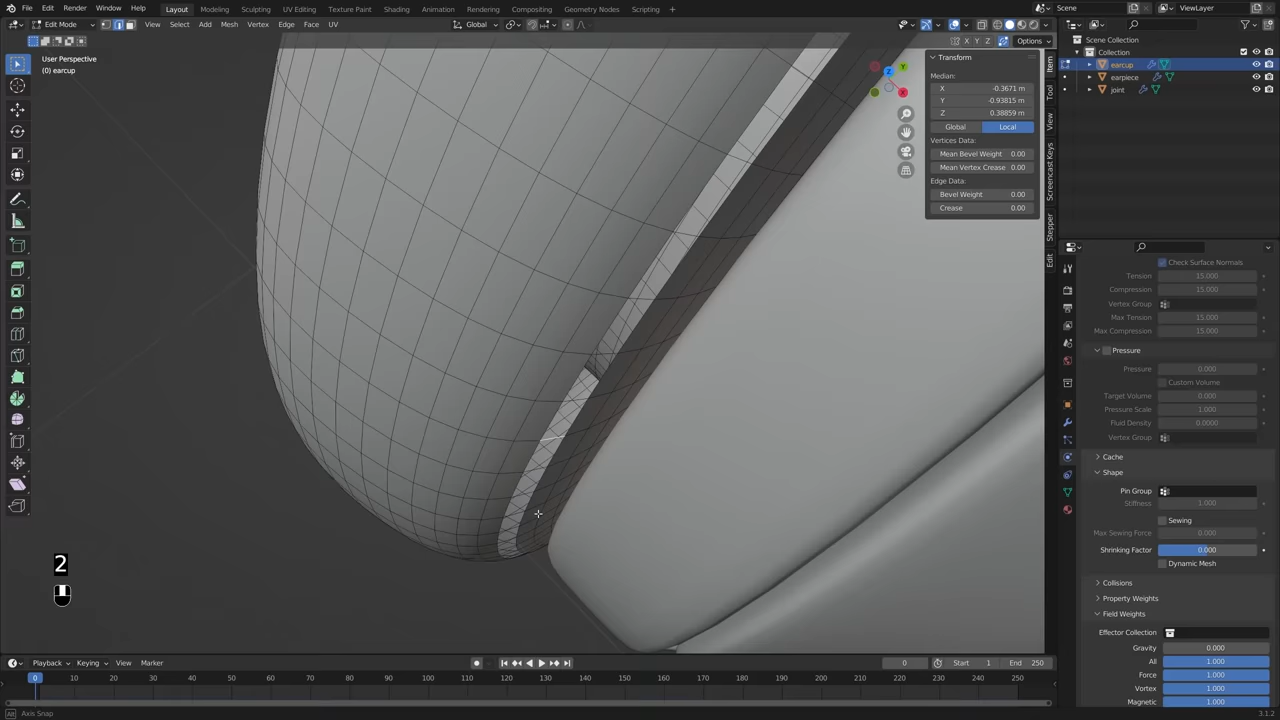 File Edit Render Window Help
Layout Modeling Sculpting UV Editing Texture Paint Shading Animation Rendering Compositing Geometry Nodes Scripting +
Scene ViewLayer
Edit Mode View Select Add Mesh Vertex Edge Face UV Global
X Y Z Options
User Perspective
(0) earcup
Transform
Median:
X -0.3671 m
Y -0.93815 m
Z 0.38859 m
Global Local
Vertices Data:
Mean Bevel Weight 0.00
Mean Vertex Crease 0.00
Edge Data:
Bevel Weight 0.00
Crease 0.00
Z Y X
Item
Tool
View
Screencast Keys
Stepper
Edit
Scene Collection
Collection
earcup
earpiece
joint
Check Surface Normals
Tension 15.000
Compression 15.000
Vertex Group
Max Tension 15.000
Max Compression 15.000
Pressure
Pressure 0.000
Custom Volume
Target Volume 0.000
Pressure Scale 1.000
Fluid Density 0.0000
Vertex Group
Cache
Shape
Pin Group
Stiffness 1.000
Sewing
Max Sewing Force 0.000
Shrinking Factor 0.000
Dynamic Mesh
Collisions
Property Weights
Field Weights
Effector Collection
Gravity 0.000
All 1.000
Force 1.000
Vortex 1.000
Magnetic 1.000
2
Playback Keying View Marker 0 Start 1 End 250
0 10 20 30 40 50 60 70 80 90 100 110 120 130 140 150 160 170 180 190 200 210 220 230 240 250
Axis Snap 3.1.2